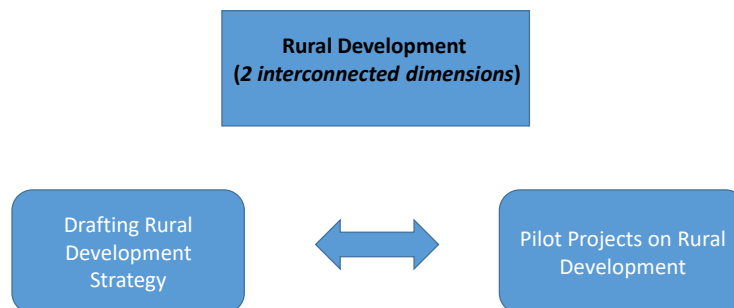 Rural Development
(2 interconnected dimensions)
Drafting Rural
Development
Strategy
Pilot Projects on Rural
Development